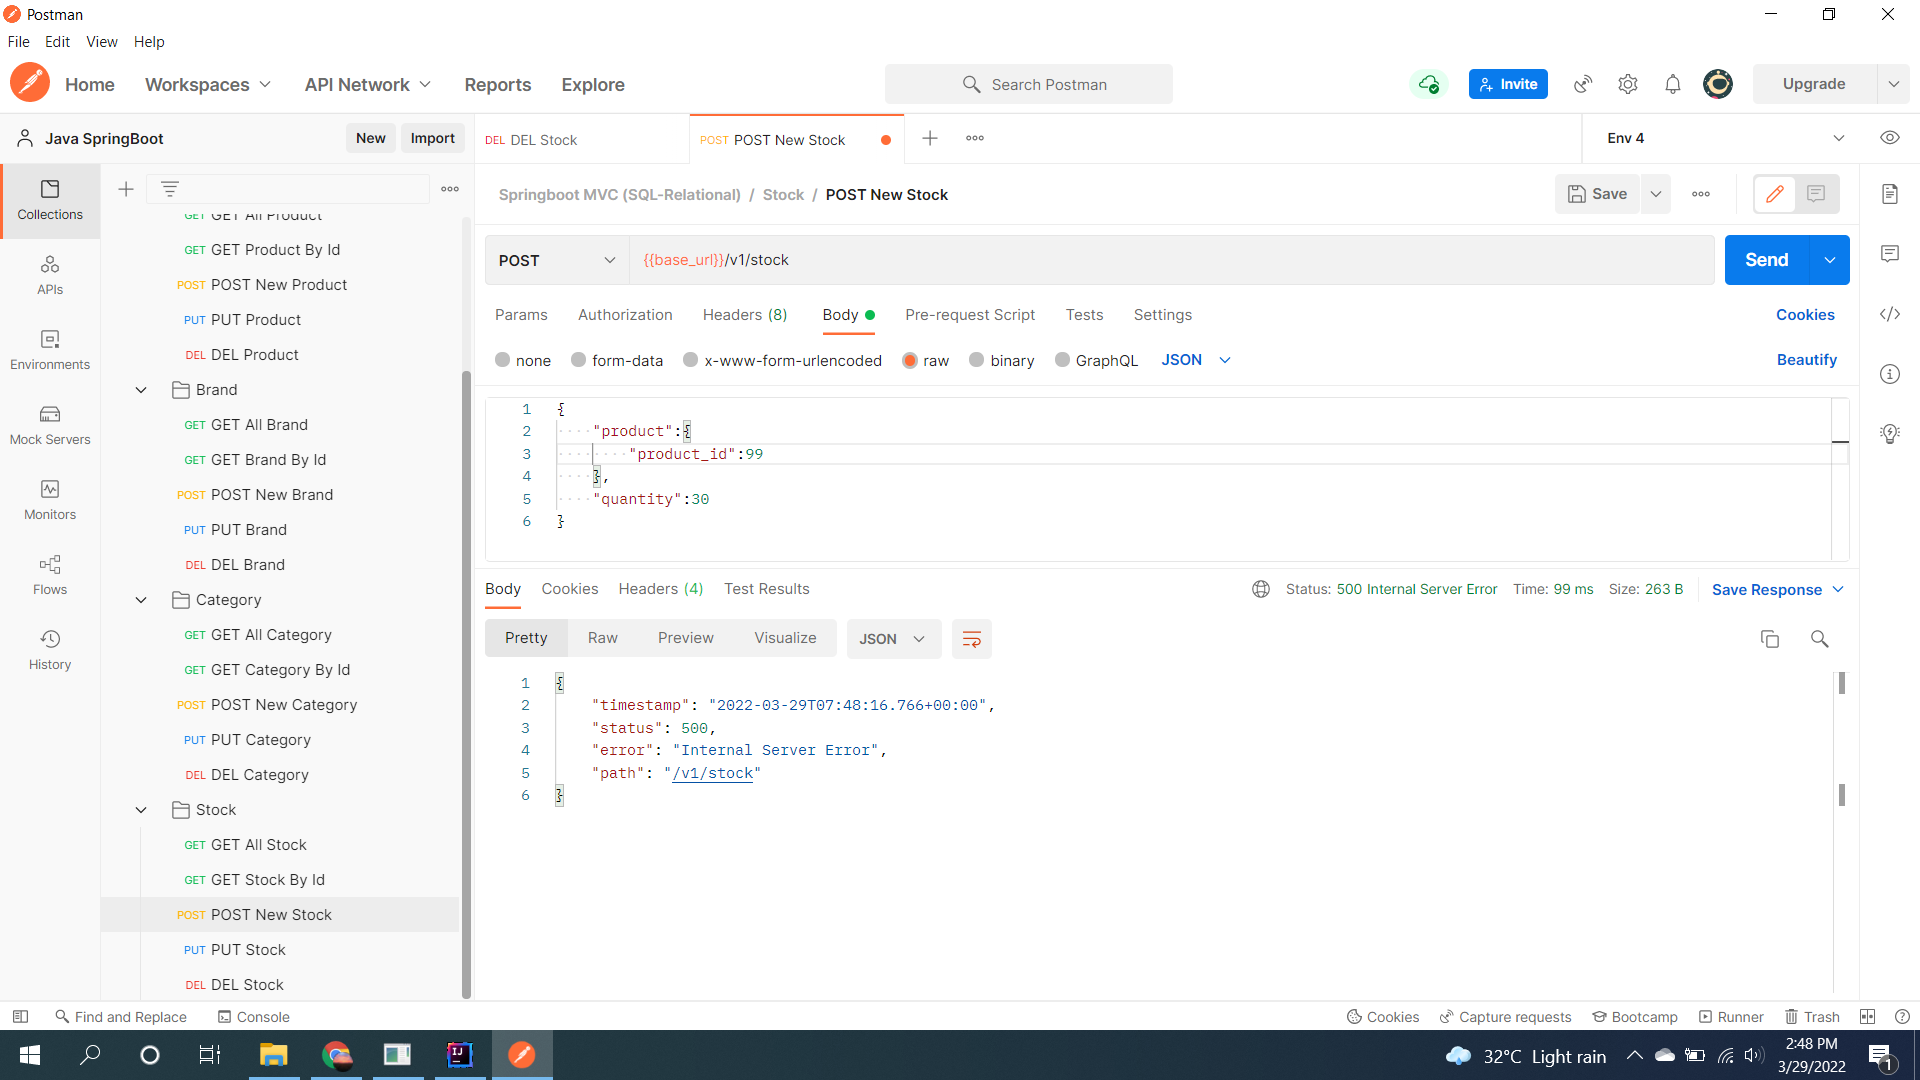 Postman
File Edit View Help
Home Workspaces API Network Reports Explore
Search Postman
Invite
Upgrade
Java SpringBoot
New Import
DEL DEL Stock
POST POST New Stock
Env 4
Collections
APIs
Environments
Mock Servers
Monitors
Flows
History
GET GET All Product
GET GET Product By Id
POST POST New Product
PUT PUT Product
DEL DEL Product
Brand
GET GET All Brand
GET GET Brand By Id
POST POST New Brand
PUT PUT Brand
DEL DEL Brand
Category
GET GET All Category
GET GET Category By Id
POST POST New Category
PUT PUT Category
DEL DEL Category
Stock
GET GET All Stock
GET GET Stock By Id
POST POST New Stock
PUT PUT Stock
DEL DEL Stock
Springboot MVC (SQL-Relational) / Stock / POST New Stock
Save
POST {{base_url}}/v1/stock
Send
Params Authorization Headers (8) Body Pre-request Script Tests Settings
Cookies
none form-data x-www-form-urlencoded raw binary GraphQL JSON
Beautify
1 {
2 "product":{
3 "product_id":99
4 },
5 "quantity":30
6 }
Body Cookies Headers (4) Test Results
Status: 500 Internal Server Error Time: 99 ms Size: 263 B Save Response
Pretty Raw Preview Visualize JSON
1 {
2 "timestamp": "2022-03-29T07:48:16.766+00:00",
3 "status": 500,
4 "error": "Internal Server Error",
5 "path": "/v1/stock"
6 }
Find and Replace Console
Cookies Capture requests Bootcamp Runner Trash
32°C Light rain
2:48 PM
3/29/2022
1